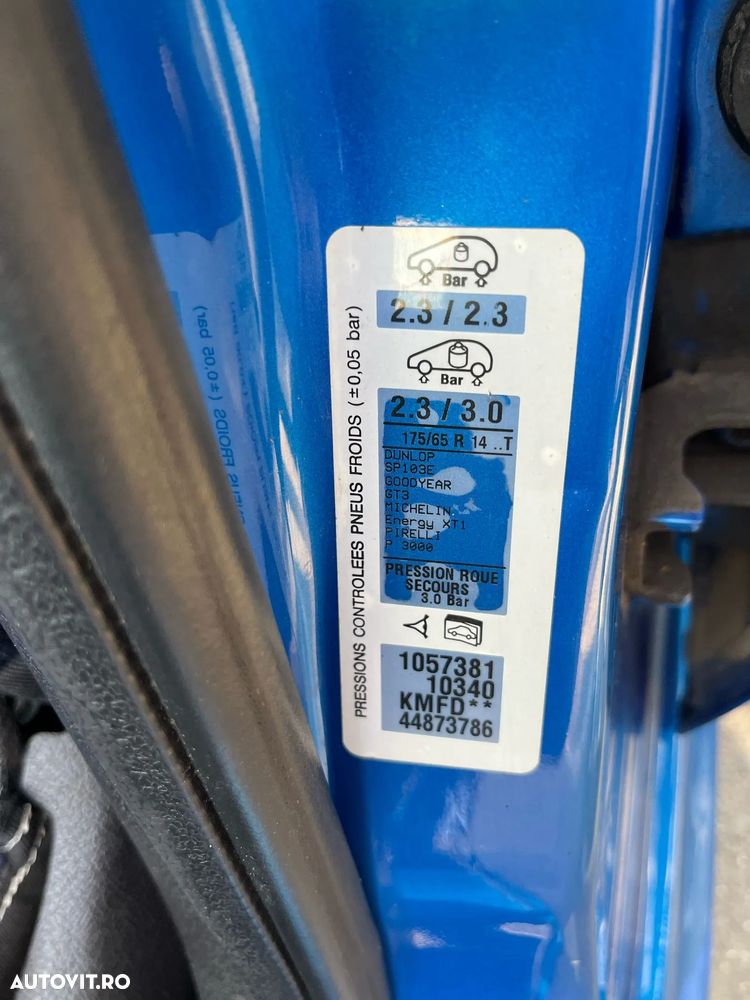 Bar
2.3 / 2.3
Bar
2.3 / 3.0
175/65 R 14 ..T
DUNLOP
SP103E
GOODYEAR
GT3
MICHELIN
Energy XT1
PIRELLI
P 3000
PRESSION ROUE
SECOURS
3.0 Bar
1057381
10340
KMFD**
44873786
PRESSIONS CONTROLEES PNEUS FROIDS (±0,05 bar)
AUTOVIT.RO